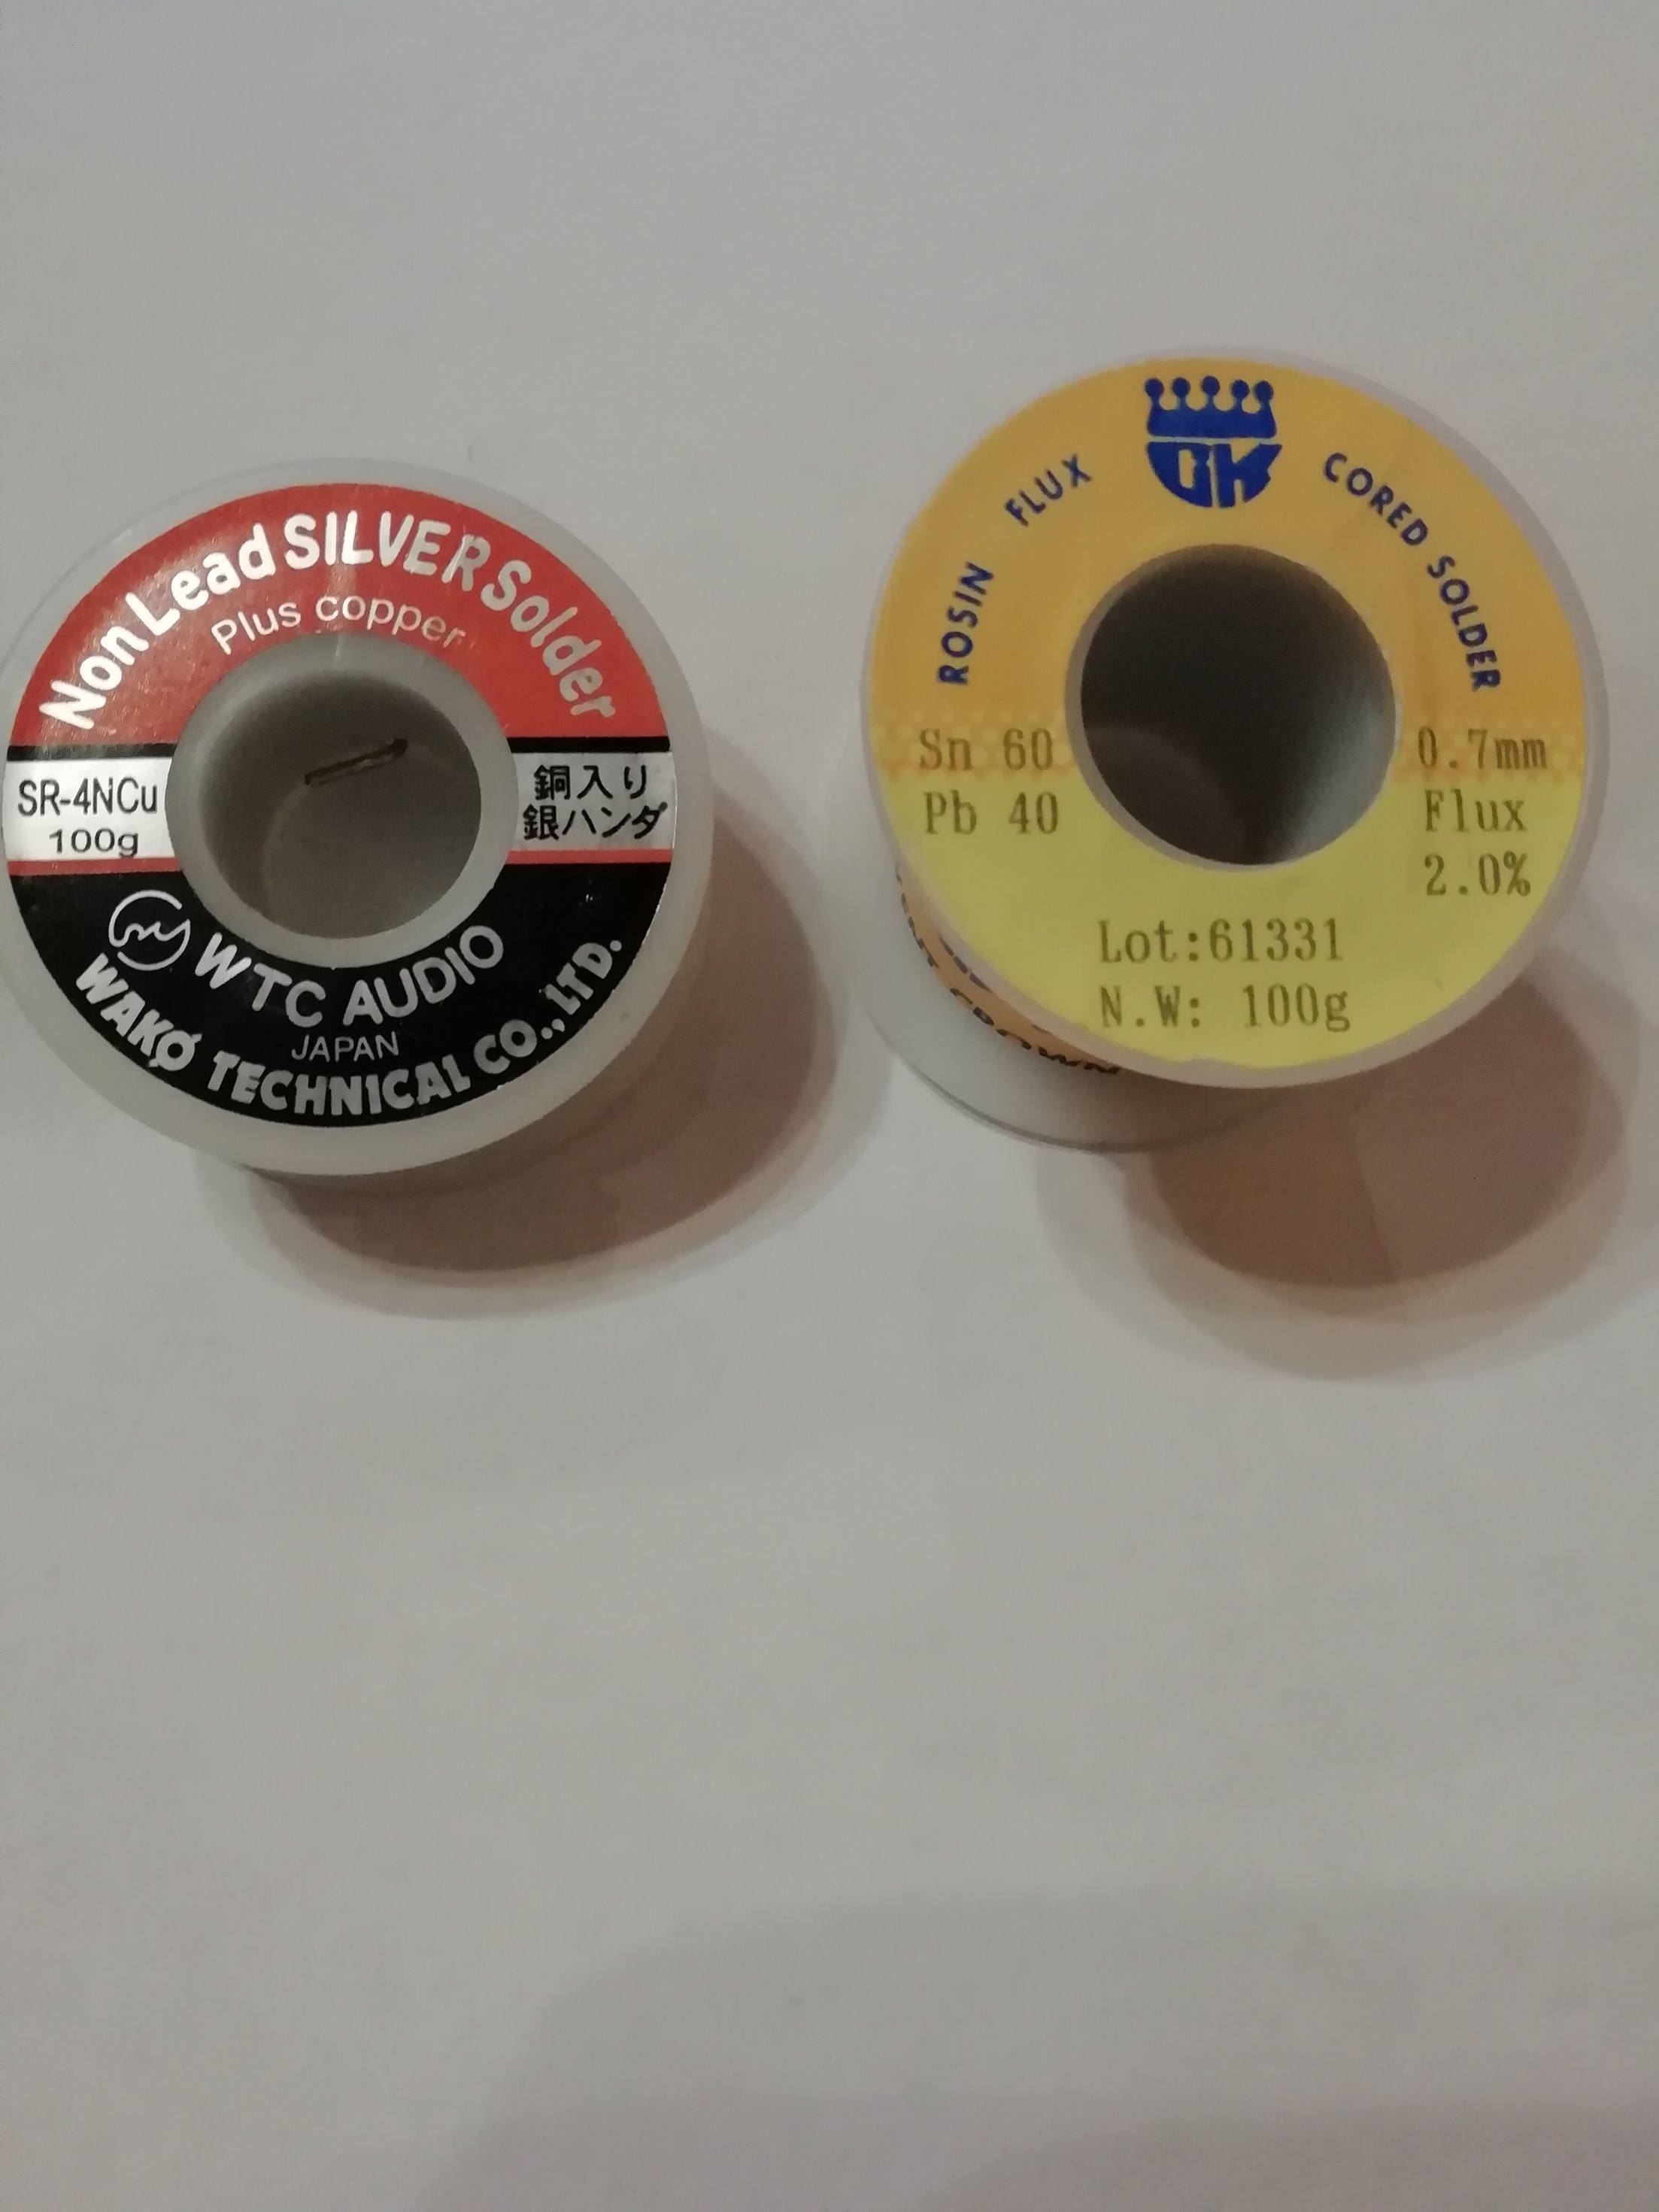 Non Lead SILVER Solder
Plus copper
SR-4NCu
100g
銅入り
銀ハンダ
WTC AUDIO
JAPAN
WAKØ TECHNICAL CO.,LTD.
ROSIN FLUX
CORED SOLDER
Sn 60
Pb 40
0.7mm
Flux
2.0%
Lot:61331
N.W: 100g
CROWN